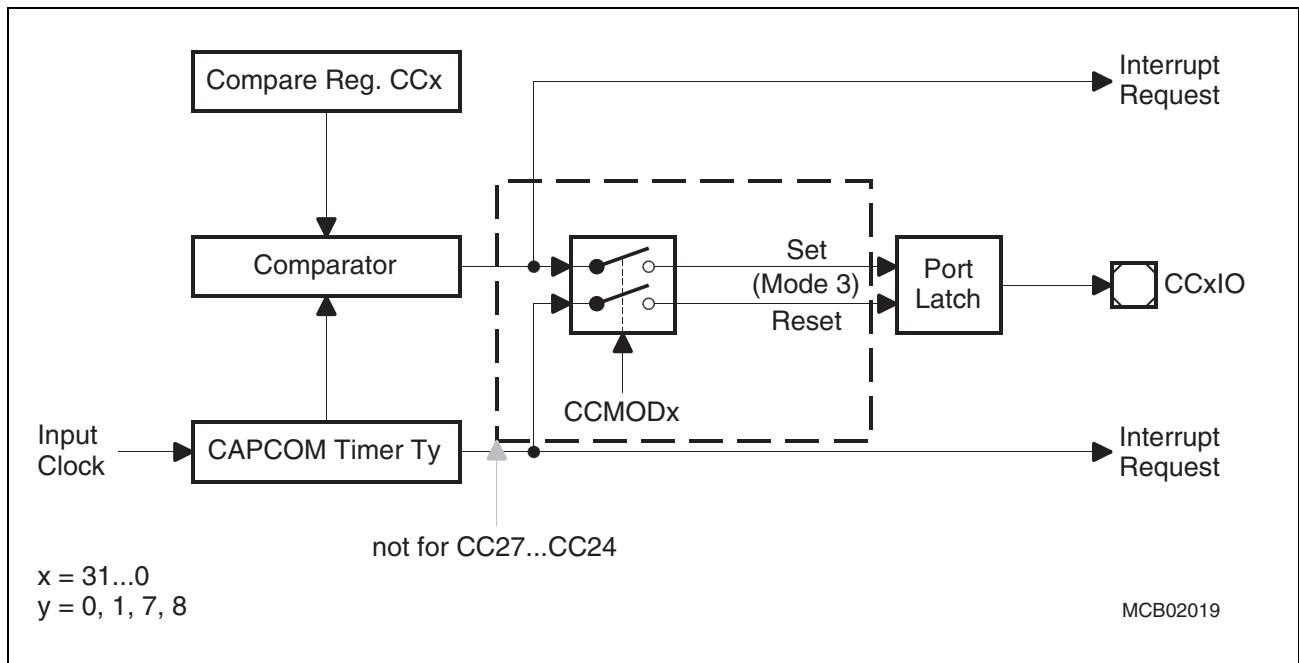 Compare Reg. CCx
Interrupt
Request
Comparator
Set
(Mode 3)
Reset
Port
Latch
CCxIO
CCMODx
Input
Clock
CAPCOM Timer Ty
Interrupt
Request
not for CC27...CC24
x = 31...0
y = 0, 1, 7, 8
MCB02019